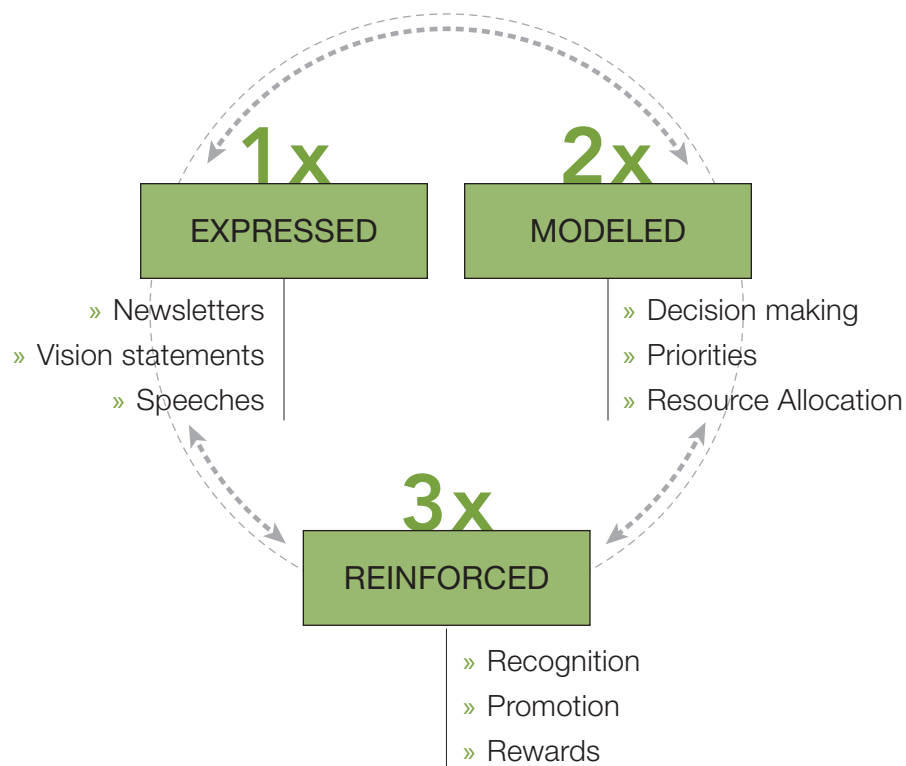 1x
EXPRESSED
» Newsletters
» Vision statements
» Speeches
2x
MODELED
» Decision making
» Priorities
» Resource Allocation
3x
REINFORCED
» Recognition
» Promotion
» Rewards